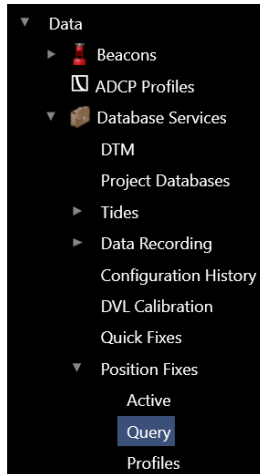 Data
Beacons
ADCP Profiles
Database Services
DTM
Project Databases
Tides
Data Recording
Configuration History
DVL Calibration
Quick Fixes
Position Fixes
Active
Query
Profiles